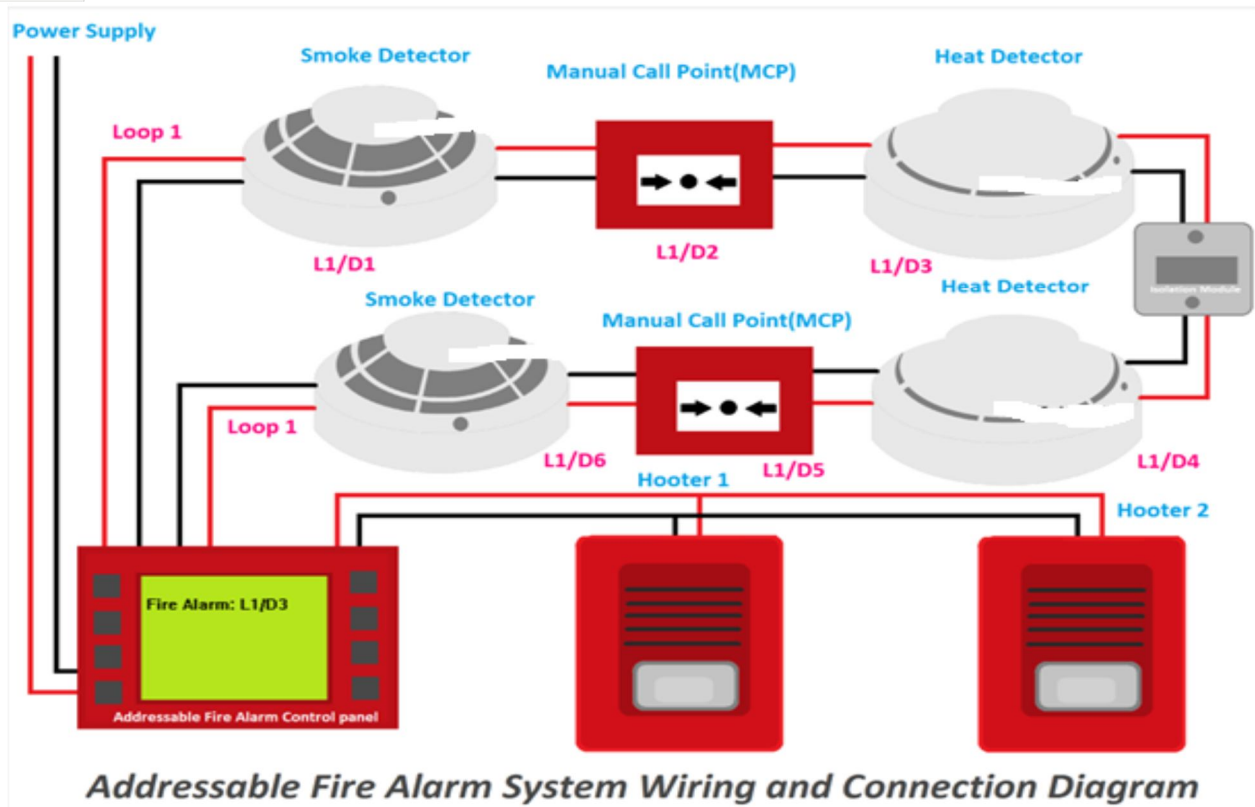 Power Supply
Smoke Detector
Manual Call Point(MCP)
Heat Detector
Loop 1
L1/D1
L1/D2
L1/D3
Isolation Module
Smoke Detector
Manual Call Point(MCP)
Heat Detector
Loop 1
L1/D6
L1/D5
L1/D4
Hooter 1
Hooter 2
Fire Alarm: L1/D3
Addressable Fire Alarm Control panel
Addressable Fire Alarm System Wiring and Connection Diagram